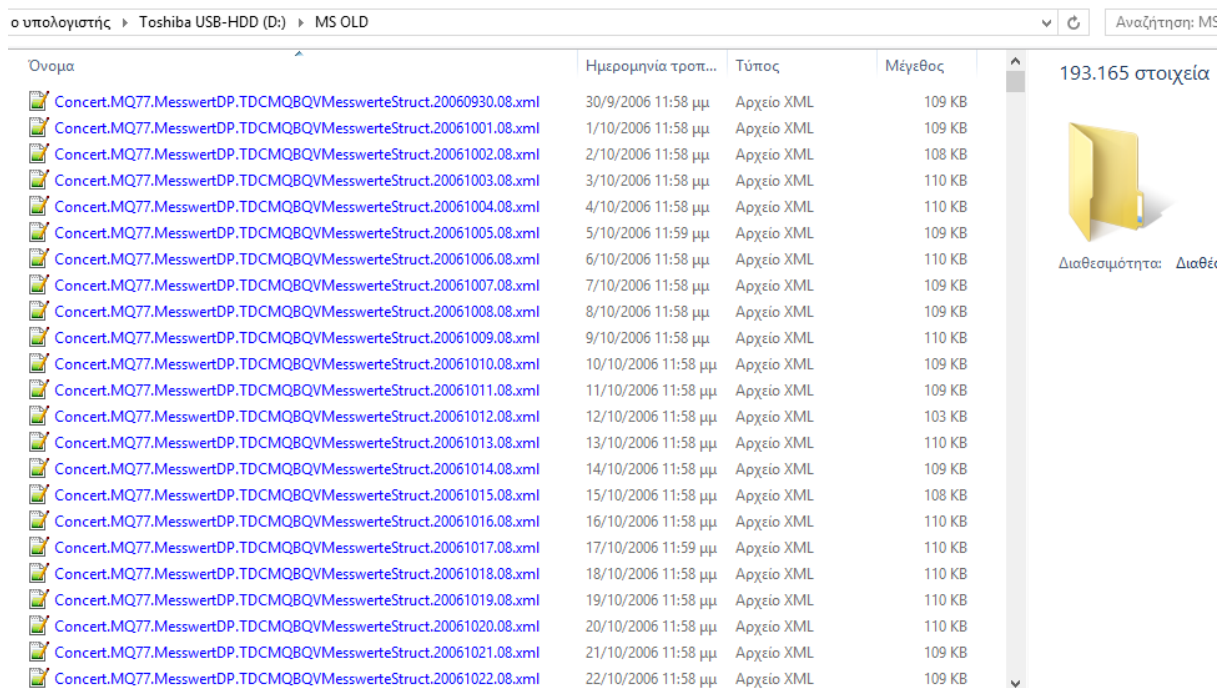 ο υπολογιστής ▸ Toshiba USB-HDD (D:) ▸ MS OLD Αναζήτηση: MS
Όνομα Ημερομηνία τροπ... Τύπος Μέγεθος
193.165 στοιχεία
Concert.MQ77.MesswertDP.TDCMQBQVMesswerteStruct.20060930.08.xml 30/9/2006 11:58 μμ Αρχείο XML 109 KB
Concert.MQ77.MesswertDP.TDCMQBQVMesswerteStruct.20061001.08.xml 1/10/2006 11:58 μμ Αρχείο XML 109 KB
Concert.MQ77.MesswertDP.TDCMQBQVMesswerteStruct.20061002.08.xml 2/10/2006 11:58 μμ Αρχείο XML 108 KB
Concert.MQ77.MesswertDP.TDCMQBQVMesswerteStruct.20061003.08.xml 3/10/2006 11:58 μμ Αρχείο XML 110 KB
Concert.MQ77.MesswertDP.TDCMQBQVMesswerteStruct.20061004.08.xml 4/10/2006 11:58 μμ Αρχείο XML 110 KB
Concert.MQ77.MesswertDP.TDCMQBQVMesswerteStruct.20061005.08.xml 5/10/2006 11:59 μμ Αρχείο XML 109 KB
Concert.MQ77.MesswertDP.TDCMQBQVMesswerteStruct.20061006.08.xml 6/10/2006 11:58 μμ Αρχείο XML 110 KB
Διαθεσιμότητα:
Concert.MQ77.MesswertDP.TDCMQBQVMesswerteStruct.20061007.08.xml 7/10/2006 11:58 μμ Αρχείο XML 109 KB
Concert.MQ77.MesswertDP.TDCMQBQVMesswerteStruct.20061008.08.xml 8/10/2006 11:58 μμ Αρχείο XML 109 KB
Concert.MQ77.MesswertDP.TDCMQBQVMesswerteStruct.20061009.08.xml 9/10/2006 11:58 μμ Αρχείο XML 110 KB
Concert.MQ77.MesswertDP.TDCMQBQVMesswerteStruct.20061010.08.xml 10/10/2006 11:58 μμ Αρχείο XML 109 KB
Concert.MQ77.MesswertDP.TDCMQBQVMesswerteStruct.20061011.08.xml 11/10/2006 11:58 μμ Αρχείο XML 109 KB
Concert.MQ77.MesswertDP.TDCMQBQVMesswerteStruct.20061012.08.xml 12/10/2006 11:58 μμ Αρχείο XML 103 KB
Concert.MQ77.MesswertDP.TDCMQBQVMesswerteStruct.20061013.08.xml 13/10/2006 11:58 μμ Αρχείο XML 110 KB
Concert.MQ77.MesswertDP.TDCMQBQVMesswerteStruct.20061014.08.xml 14/10/2006 11:58 μμ Αρχείο XML 109 KB
Concert.MQ77.MesswertDP.TDCMQBQVMesswerteStruct.20061015.08.xml 15/10/2006 11:58 μμ Αρχείο XML 108 KB
Concert.MQ77.MesswertDP.TDCMQBQVMesswerteStruct.20061016.08.xml 16/10/2006 11:58 μμ Αρχείο XML 110 KB
Concert.MQ77.MesswertDP.TDCMQBQVMesswerteStruct.20061017.08.xml 17/10/2006 11:59 μμ Αρχείο XML 110 KB
Concert.MQ77.MesswertDP.TDCMQBQVMesswerteStruct.20061018.08.xml 18/10/2006 11:58 μμ Αρχείο XML 110 KB
Concert.MQ77.MesswertDP.TDCMQBQVMesswerteStruct.20061019.08.xml 19/10/2006 11:58 μμ Αρχείο XML 110 KB
Concert.MQ77.MesswertDP.TDCMQBQVMesswerteStruct.20061020.08.xml 20/10/2006 11:58 μμ Αρχείο XML 110 KB
Concert.MQ77.MesswertDP.TDCMQBQVMesswerteStruct.20061021.08.xml 21/10/2006 11:58 μμ Αρχείο XML 109 KB
Concert.MQ77.MesswertDP.TDCMQBQVMesswerteStruct.20061022.08.xml 22/10/2006 11:58 μμ Αρχείο XML 109 KB